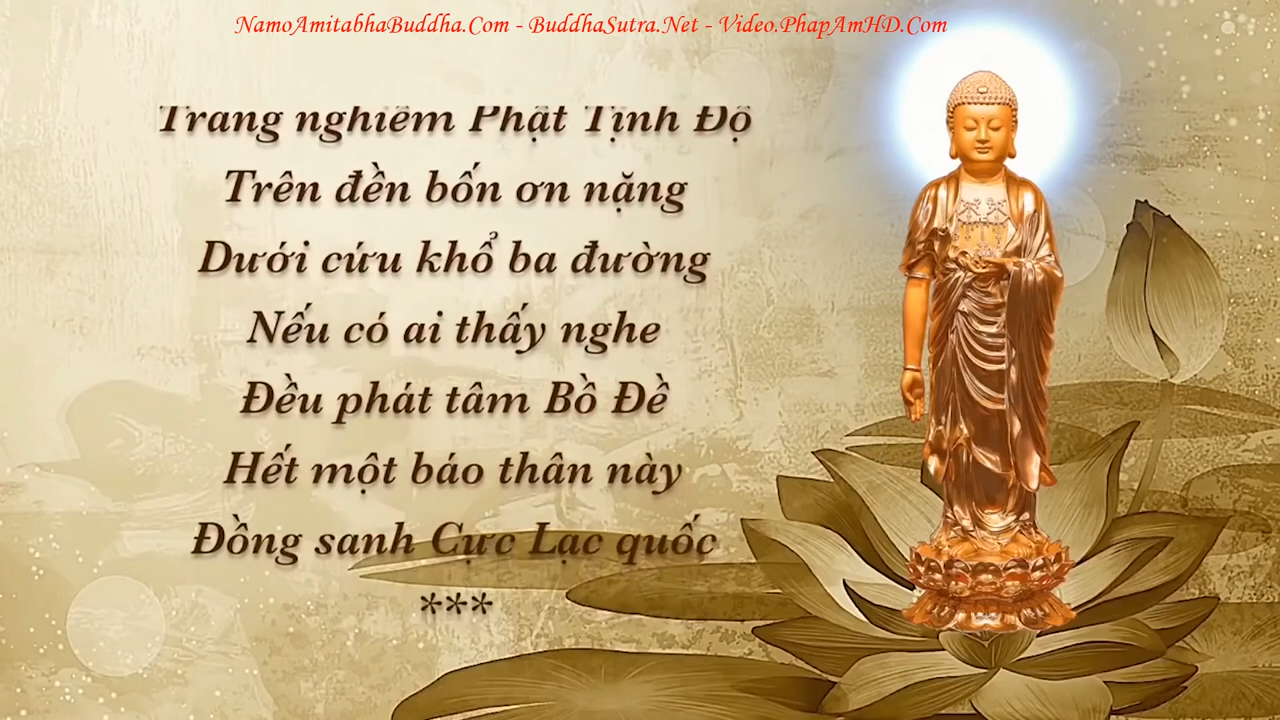 NamoAmitabhaBuddha.Com - BuddhaSutra.Net - Video.PhapAmHD.Com
Trang nghiêm Phật Tịnh Độ
Trên đền bốn ơn nặng
Dưới cứu khổ ba đường
Nếu có ai thấy nghe
Đều phát tâm Bồ Đề
Hết một báo thân này
Đồng sanh Cực Lạc quốc
***